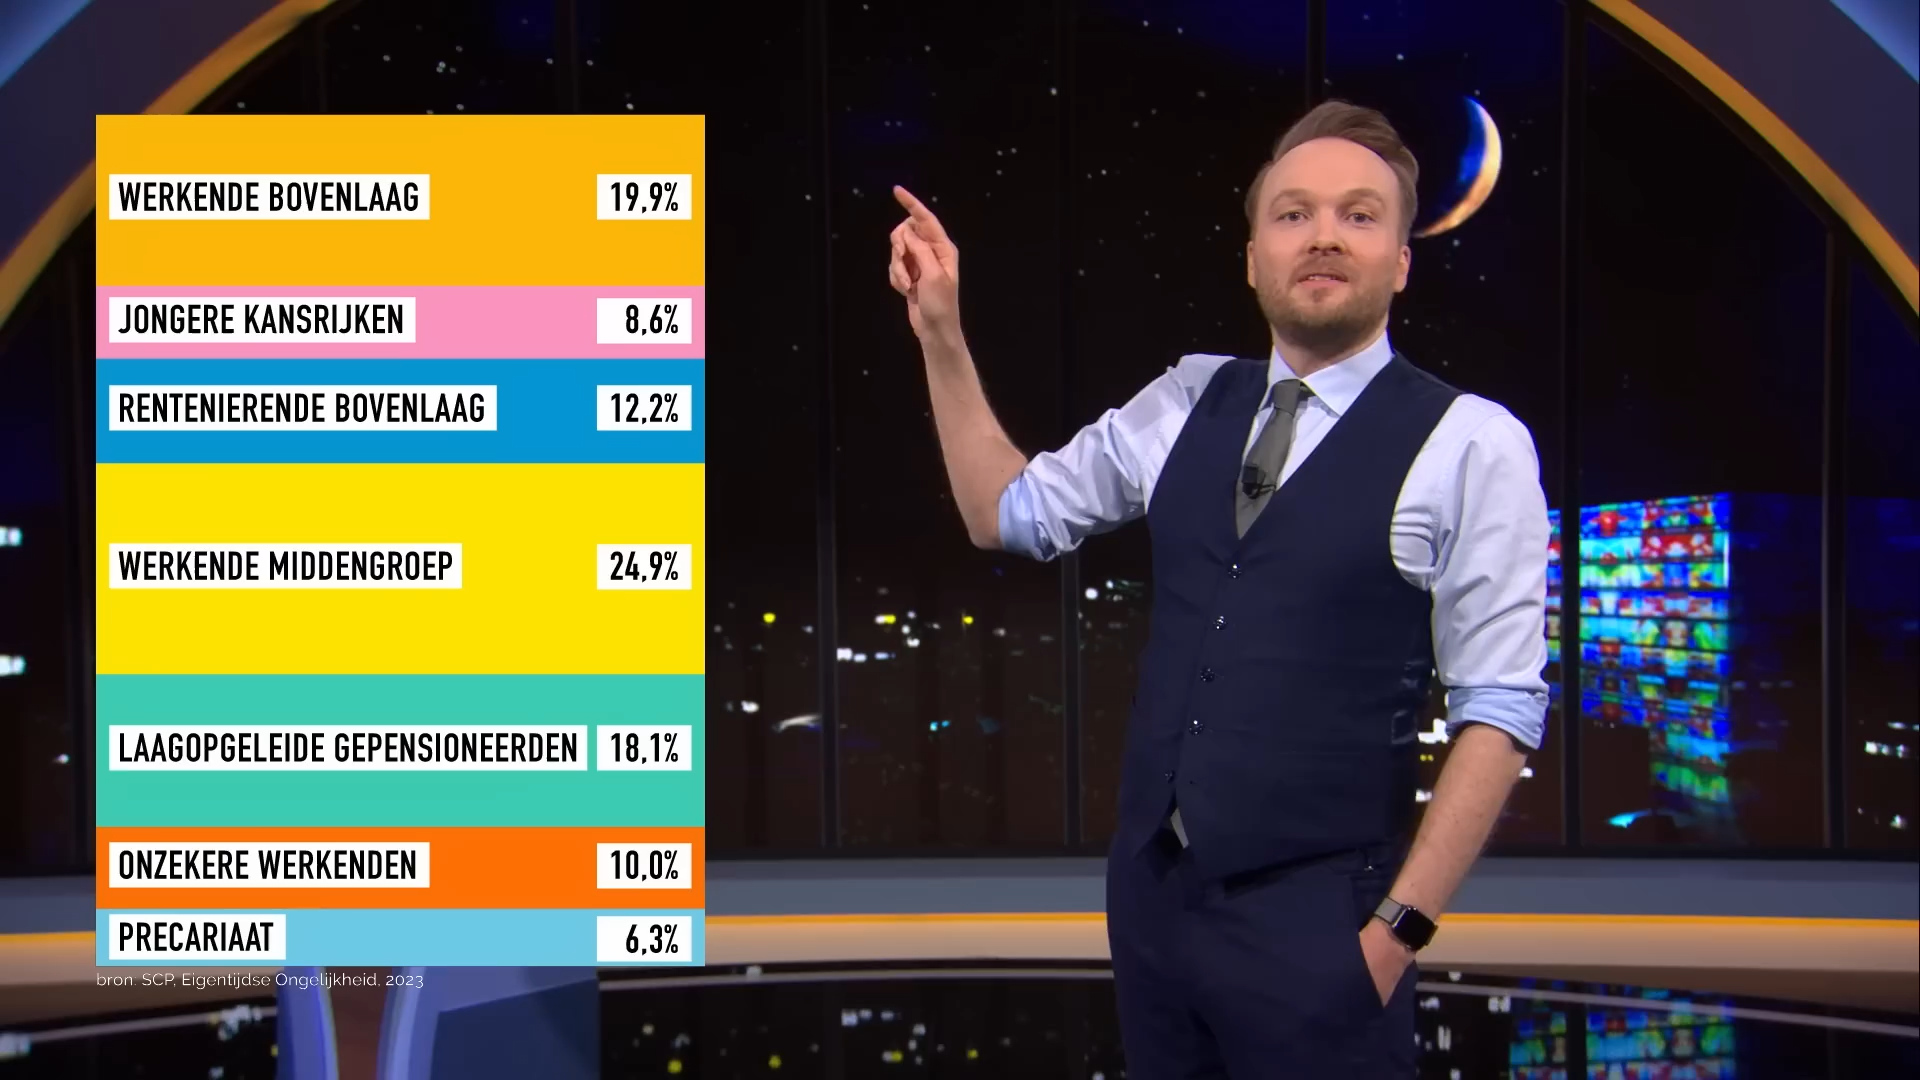 WERKENDE BOVENLAAG 19,9%
JONGERE KANSRIJKEN 8,6%
RENTENIERENDE BOVENLAAG 12,2%
WERKENDE MIDDENGROEP 24,9%
LAAGOPGELEIDE GEPENSIONEERDEN 18,1%
ONZEKERE WERKENDEN 10,0%
PRECARIAAT 6,3%
bron: SCP, Eigentijdse Ongelijkheid, 2023